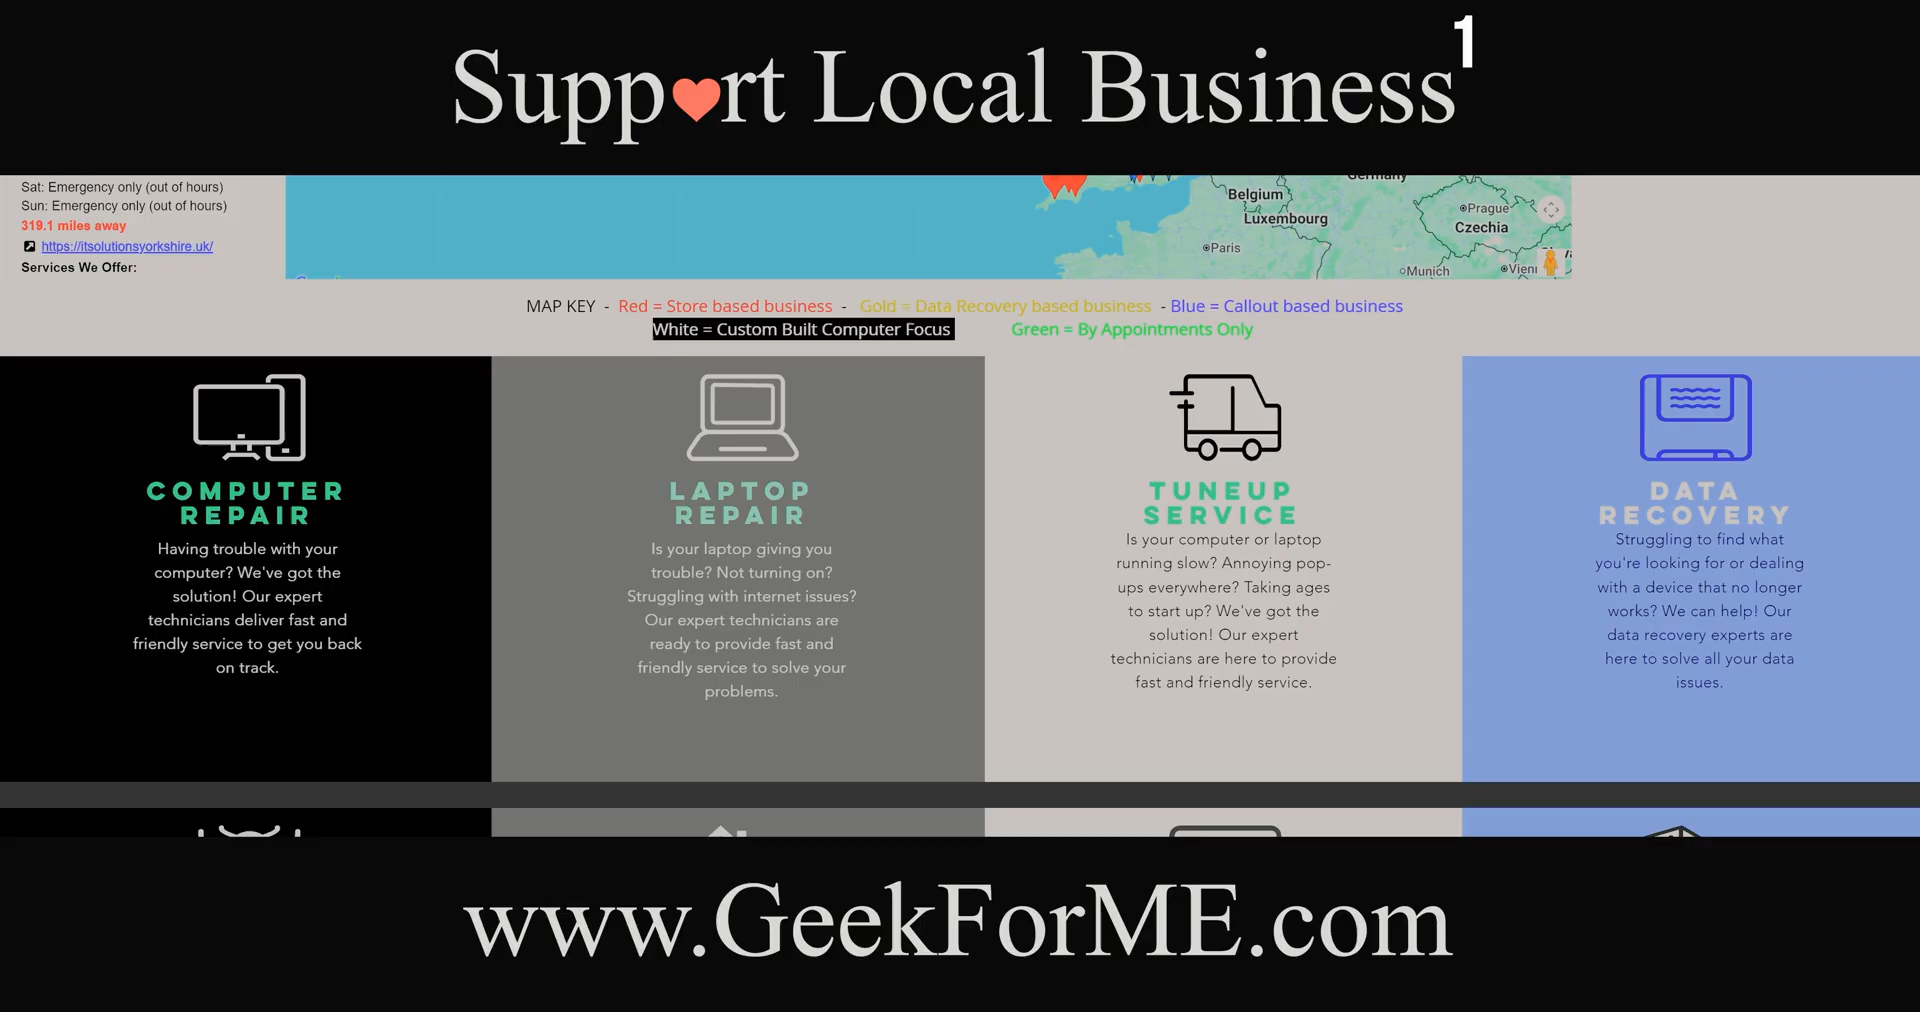 Support Local Business1
Sat: Emergency only (out of hours)
Sun: Emergency only (out of hours)
319.1 miles away
https://itsolutionsyorkshire.uk/
Services We Offer:
Germany
Belgium
Luxembourg
Prague
Czechia
Paris
Munich
MAP KEY - Red = Store based business - Gold = Data Recovery based business - Blue = Callout based business
White = Custom Built Computer Focus Green = By Appointments Only
COMPUTER
REPAIR
Having trouble with your
computer? We've got the
solution! Our expert
technicians deliver fast and
friendly service to get you back
on track.
LAPTOP
REPAIR
Is your laptop giving you
trouble? Not turning on?
Struggling with internet issues?
Our expert technicians are
ready to provide fast and
friendly service to solve your
problems.
TUNEUP
SERVICE
Is your computer or laptop
running slow? Annoying pop-
ups everywhere? Taking ages
to start up? We've got the
solution! Our expert
technicians are here to provide
fast and friendly service.
DATA
RECOVERY
Struggling to find what
you're looking for or dealing
with a device that no longer
works? We can help! Our
data recovery experts are
here to solve all your data
issues.
www.GeekForME.com